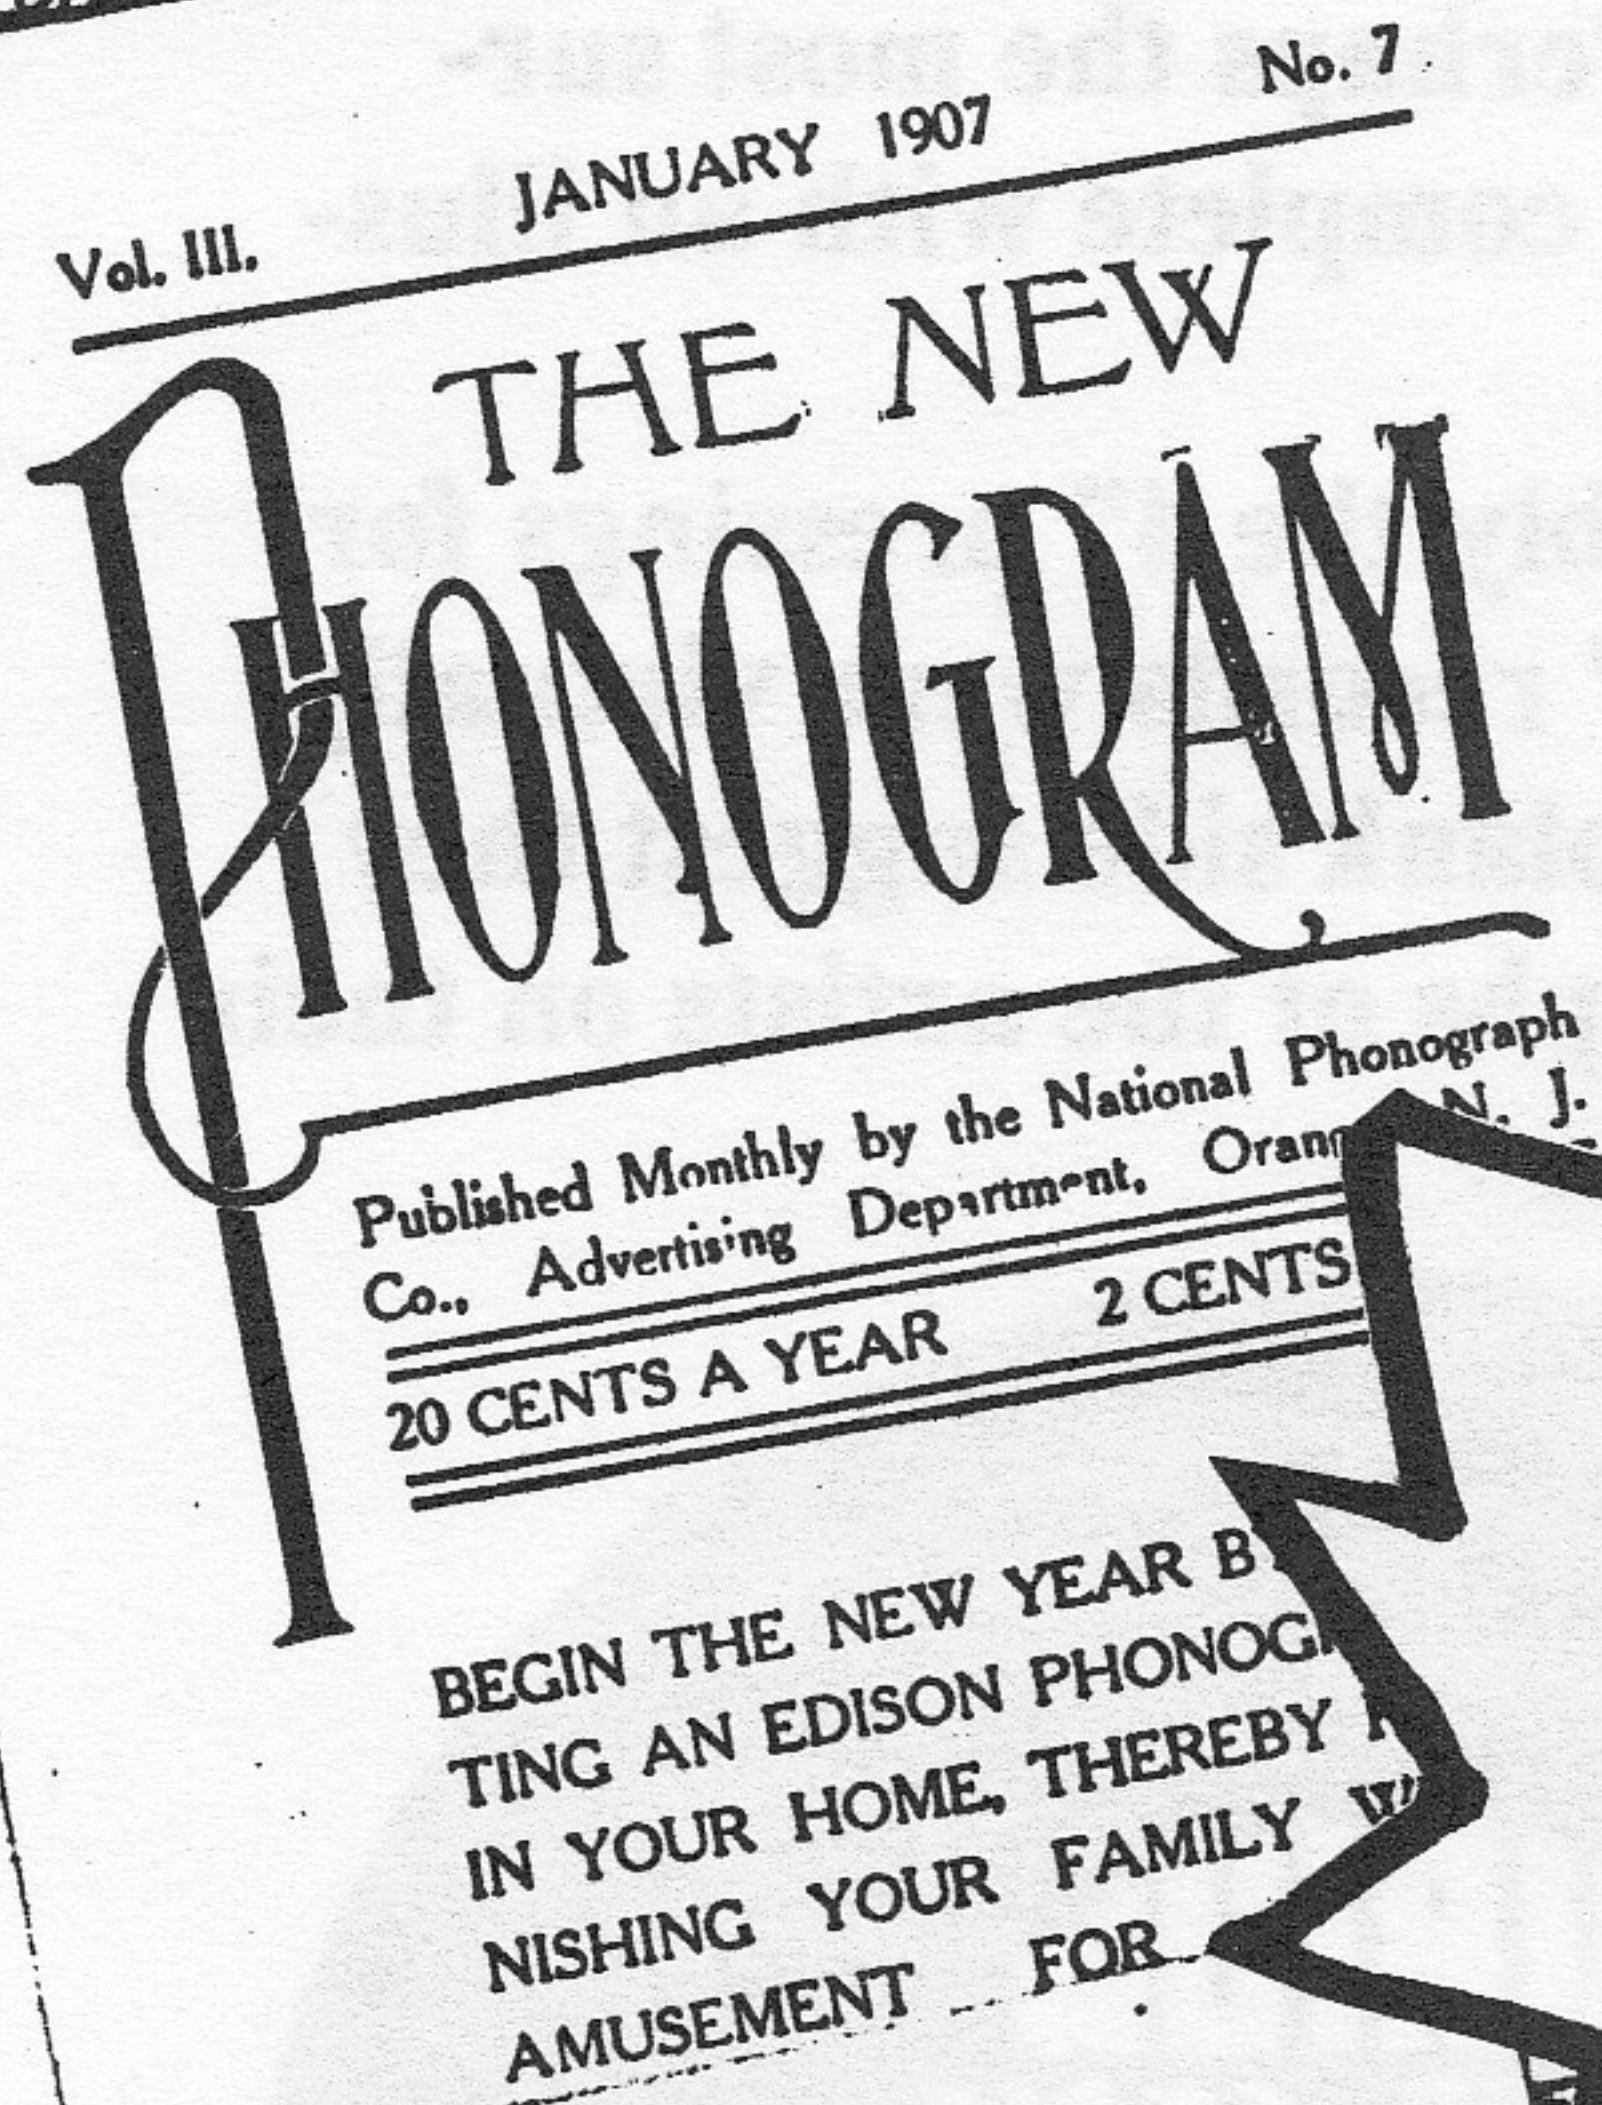 Vol. III. JANUARY 1907 No. 7
THE NEW
PHONOGRAM
Published Monthly by the National Phonograph
Co., Advertising Department, Oran N. J.
20 CENTS A YEAR 2 CENTS
BEGIN THE NEW YEAR B
TING AN EDISON PHONOG
IN YOUR HOME, THEREBY
NISHING YOUR FAMILY W
AMUSEMENT FOR